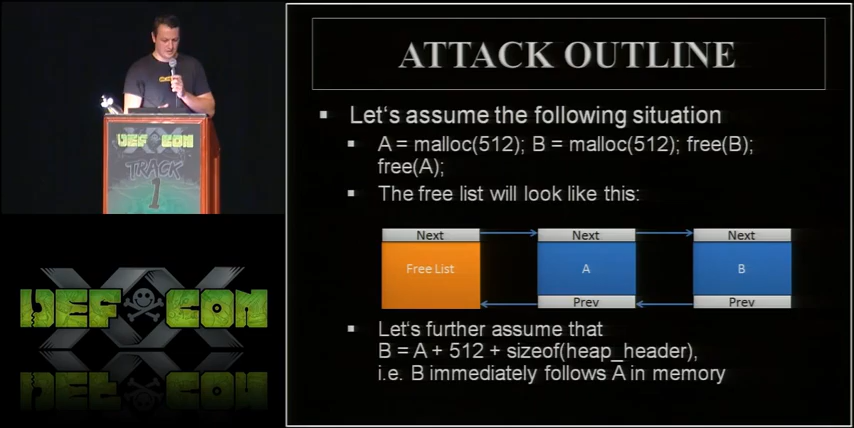 ATTACK OUTLINE
Let's assume the following situation
A = malloc(512); B = malloc(512); free(B);
free(A);
The free list will look like this:
Next
Next
Next
Free List
A
B
Prev
Prev
Let's further assume that
B = A + 512 + sizeof(heap_header),
i.e. B immediately follows A in memory
DEF CON
TRACK
1
XX
DEF CON